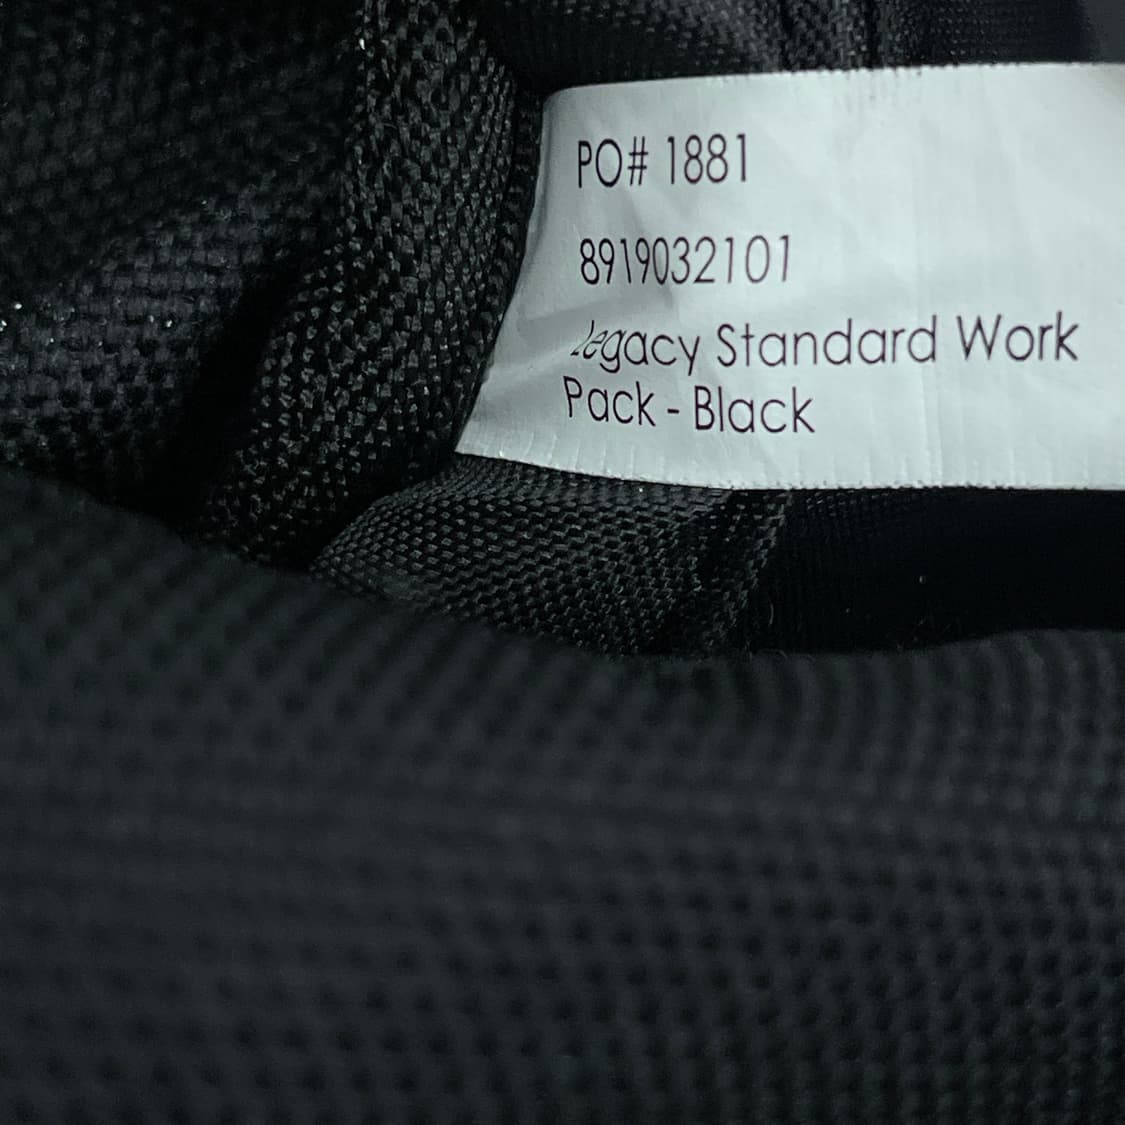 PO# 1881
8919032101
Legacy Standard Work
Pack - Black